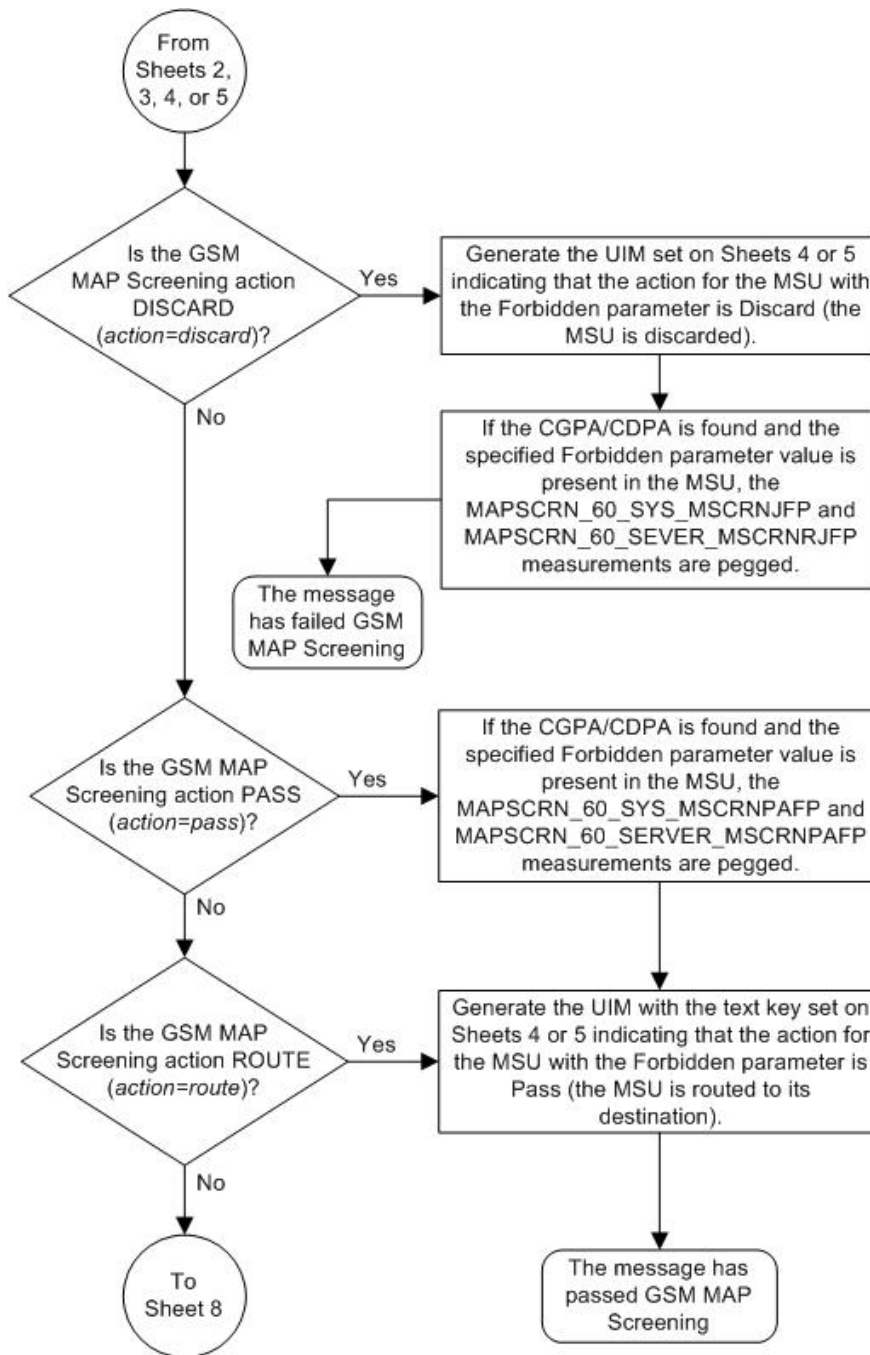 From
Sheets 2,
3, 4, or 5
Is the GSM
MAP Screening action
DISCARD
(action=discard)?
Yes
Generate the UIM set on Sheets 4 or 5
indicating that the action for the MSU with
the Forbidden parameter is Discard (the
MSU is discarded).
No
If the CGPA/CDPA is found and the
specified Forbidden parameter value is
present in the MSU, the
MAPSCRN_60_SYS_MSCRNJFP and
MAPSCRN_60_SEVER_MSCRNRJFP
measurements are pegged.
The message
has failed GSM
MAP Screening
Is the GSM MAP
Screening action PASS
(action=pass)?
Yes
If the CGPA/CDPA is found and the
specified Forbidden parameter value is
present in the MSU, the
MAPSCRN_60_SYS_MSCRNPAFP and
MAPSCRN_60_SERVER_MSCRNPAFP
measurements are pegged.
No
Is the GSM MAP
Screening action ROUTE
(action=route)?
Yes
Generate the UIM with the text key set on
Sheets 4 or 5 indicating that the action for
the MSU with the Forbidden parameter is
Pass (the MSU is routed to its
destination).
No
To
Sheet 8
The message has
passed GSM MAP
Screening